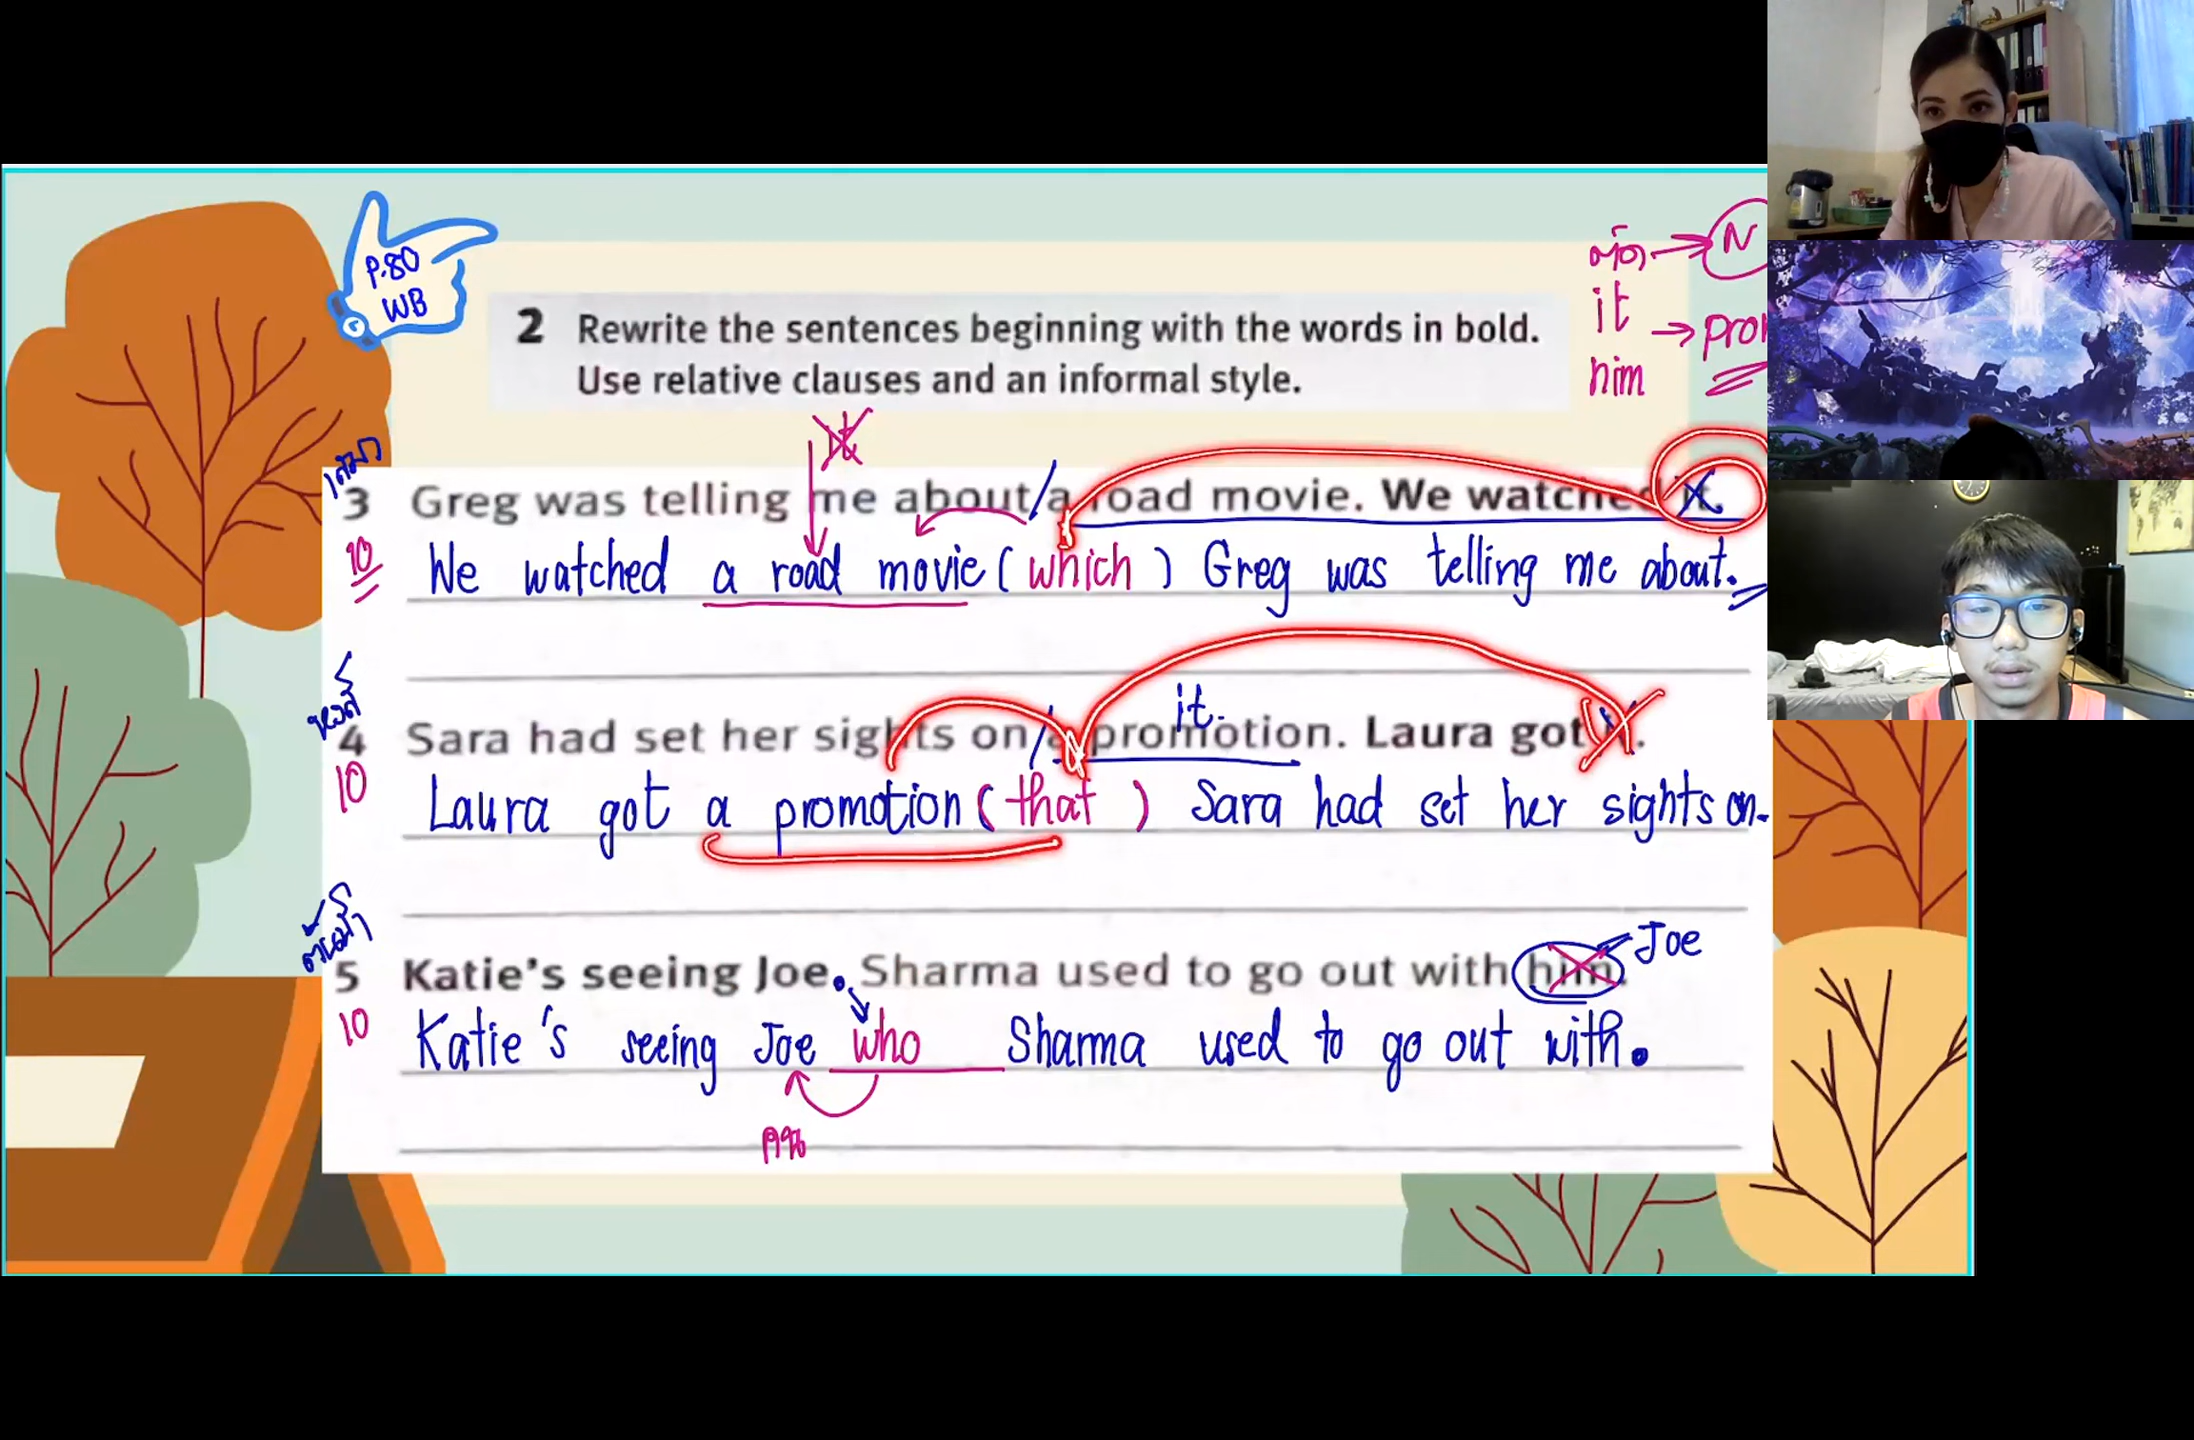 P.80
WB
ตัด → N
it
him → pron
2 Rewrite the sentences beginning with the words in bold.
Use relative clauses and an informal style.
it
3 Greg was telling me about / a road movie. We watched it.
10 We watched a road movie ( which ) Greg was telling me about.
it.
4 Sara had set her sights on / a promotion. Laura got it.
10 Laura got a promotion ( that ) Sara had set her sights on.
Joe
5 Katie's seeing Joe. Sharma used to go out with him.
10 Katie's seeing Joe who Sharma used to go out with.